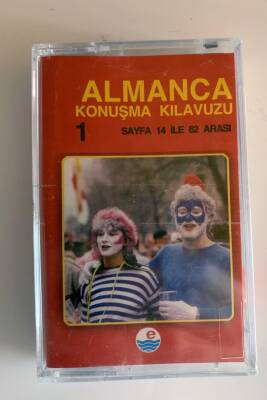 ALMANCA
KONUŞMA KILAVUZU
1 SAYFA 14 İLE 62 ARASI
e